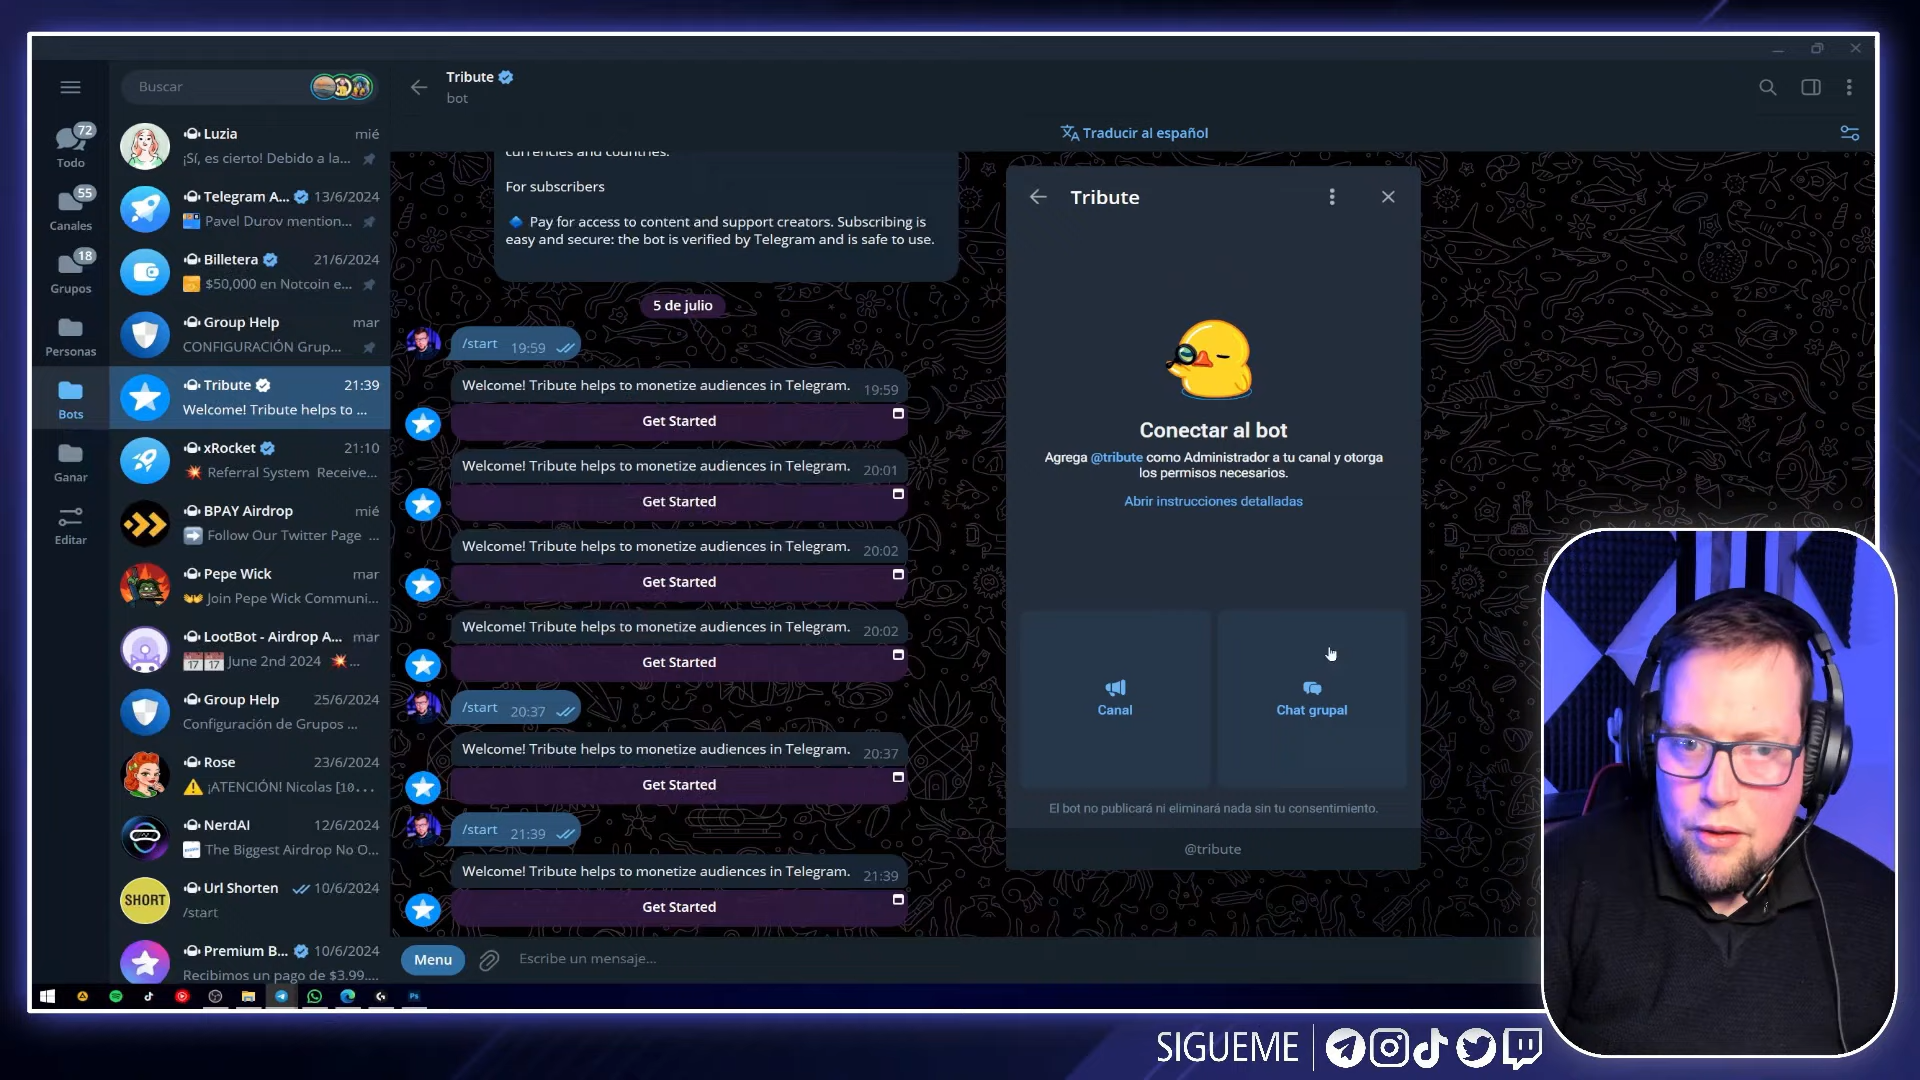 Buscar
72
Todo
55
Canales
18
Grupos
Personas
Bots
Ganar
Editar
Luzia
mié
¡Sí, es cierto! Debido a la...
Telegram A...
13/6/2024
Pavel Durov mention...
Billetera
21/6/2024
$50,000 en Notcoin e...
Group Help
mar
CONFIGURACIÓN Grup...
Tribute
21:39
Welcome! Tribute helps to ...
xRocket
21:10
Referral System Receive...
BPAY Airdrop
mié
Follow Our Twitter Page ...
Pepe Wick
mar
Join Pepe Wick Communi...
LootBot - Airdrop A...
mar
June 2nd 2024
Group Help
25/6/2024
Configuración de Grupos ...
Rose
23/6/2024
¡ATENCIÓN! Nicolas [10...
NerdAI
12/6/2024
The Biggest Airdrop No O...
SHORT
Url Shorten
10/6/2024
/start
Premium B...
10/6/2024
Recibimos un pago de $3.99....
Tribute
bot
Traducir al español
currencies and countries.
For subscribers
Pay for access to content and support creators. Subscribing is
easy and secure: the bot is verified by Telegram and is safe to use.
5 de julio
/start 19:59
Welcome! Tribute helps to monetize audiences in Telegram. 19:59
Get Started
Welcome! Tribute helps to monetize audiences in Telegram. 20:01
Get Started
Welcome! Tribute helps to monetize audiences in Telegram. 20:02
Get Started
Welcome! Tribute helps to monetize audiences in Telegram. 20:02
Get Started
/start 20:37
Welcome! Tribute helps to monetize audiences in Telegram. 20:37
Get Started
/start 21:39
Welcome! Tribute helps to monetize audiences in Telegram. 21:39
Get Started
Menu
Escribe un mensaje...
Tribute
Conectar al bot
Agrega @tribute como Administrador a tu canal y otorga
los permisos necesarios.
Abrir instrucciones detalladas
Canal
Chat grupal
El bot no publicará ni eliminará nada sin tu consentimiento.
@tribute
Ps
SIGUEME